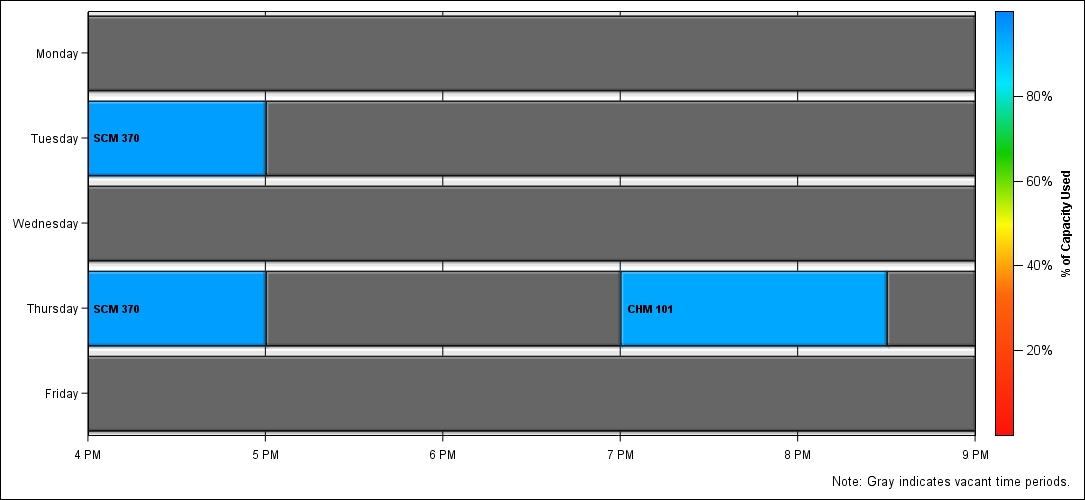 Monday
Tuesday
SCM 370
Wednesday
Thursday
SCM 370
CHM 101
Friday
4 PM
5 PM
6 PM
7 PM
8 PM
9 PM
80%
60%
40%
20%
% of Capacity Used
Note: Gray indicates vacant time periods.